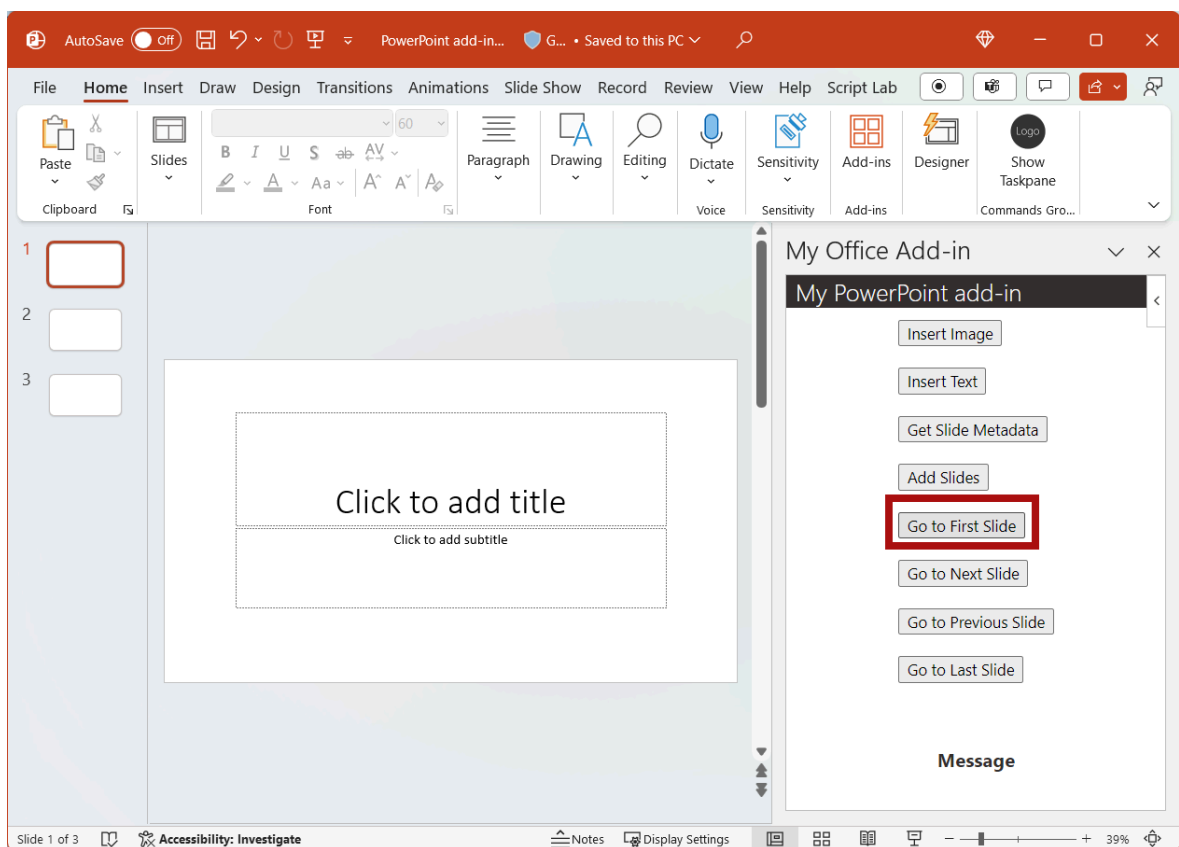 AutoSave Off PowerPoint add-in... G... • Saved to this PC
File Home Insert Draw Design Transitions Animations Slide Show Record Review View Help Script Lab
60
B I U S ab AV
Aa A A A
Paste Slides Paragraph Drawing Editing Dictate Sensitivity Add-ins Designer Logo Show
Taskpane
Clipboard Font Voice Sensitivity Add-ins Commands Gro...
1
2
3
Click to add title
Click to add subtitle
My Office Add-in
My PowerPoint add-in
Insert Image
Insert Text
Get Slide Metadata
Add Slides
Go to First Slide
Go to Next Slide
Go to Previous Slide
Go to Last Slide
Message
Slide 1 of 3 Accessibility: Investigate Notes Display Settings 39%